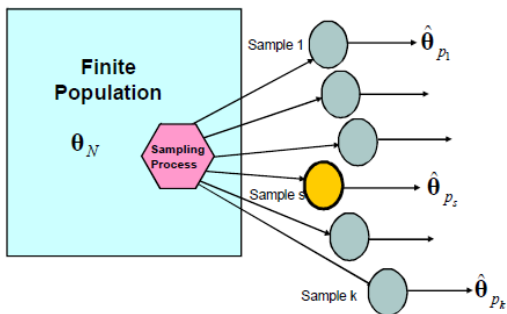 Finite
Population
θ_N
Sampling
Process
Sample 1
θ̂_{p_1}
Sample s
θ̂_{p_s}
Sample k
θ̂_{p_k}